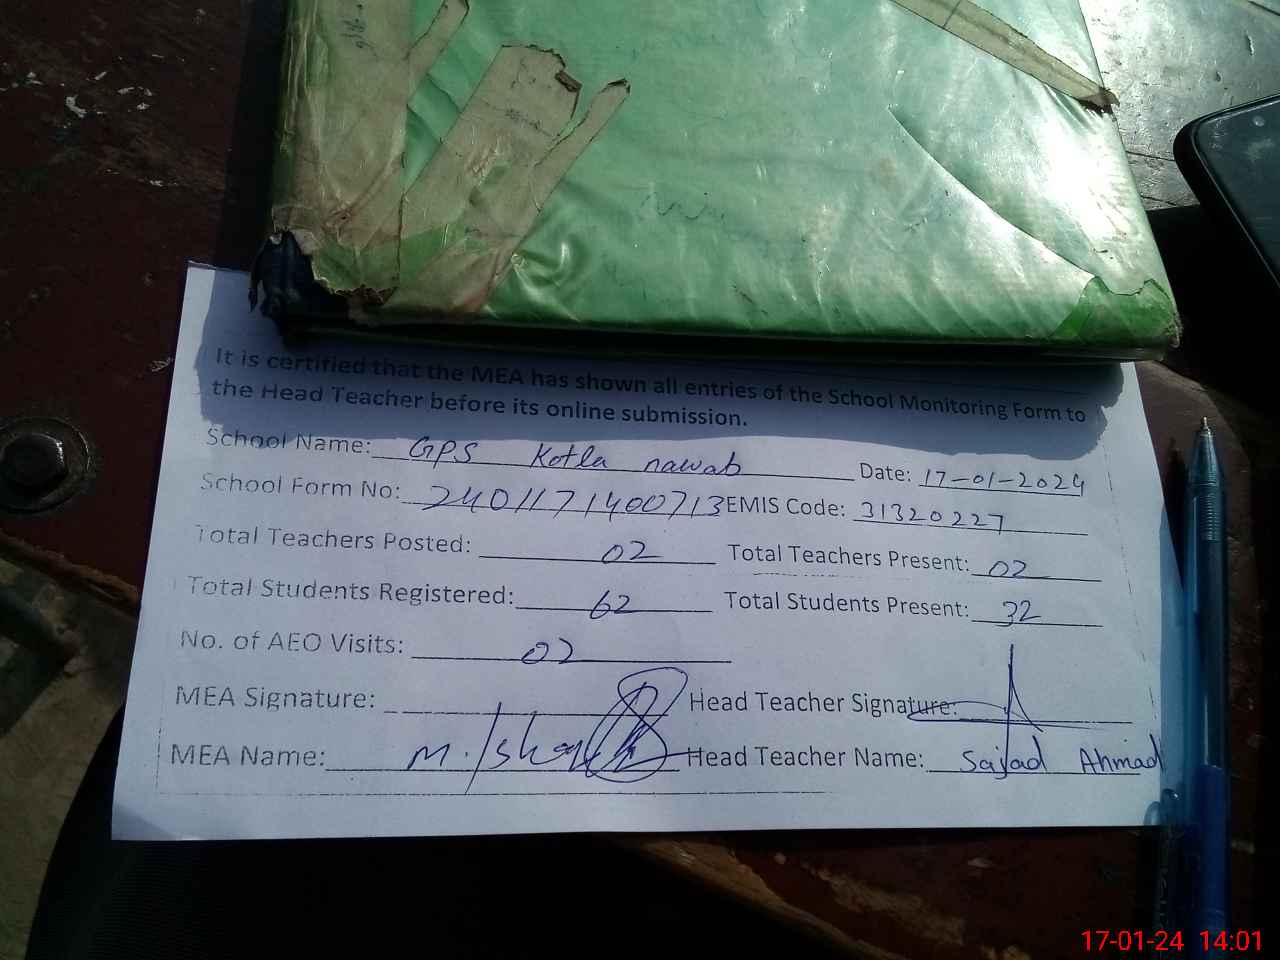 It is certified that the MEA has shown all entries of the School Monitoring Form to
the Head Teacher before its online submission.
School Name: GPS Kotla nawab Date: 17-01-2024
School Form No: 2401171400713 EMIS Code: 31320227
Total Teachers Posted: 02 Total Teachers Present: 02
Total Students Registered: 62 Total Students Present: 32
No. of AEO Visits: 02
MEA Signature: Head Teacher Signature:
MEA Name: M. Head Teacher Name: Sajad Ahmad
17-01-24 14:01